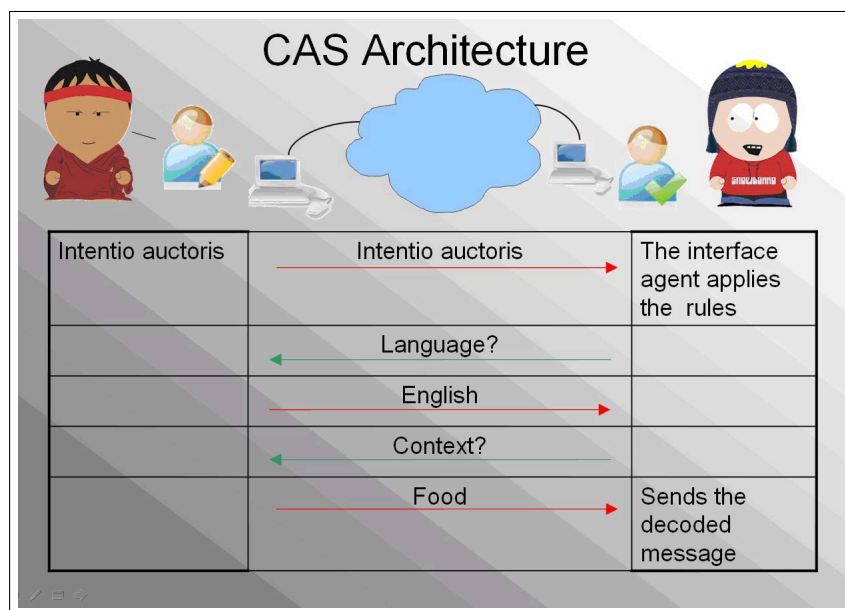 CAS Architecture
snowbunny
Intentio auctoris
Intentio auctoris
The interface
agent applies
the  rules
Language?
English
Context?
Food
Sends the
decoded
message